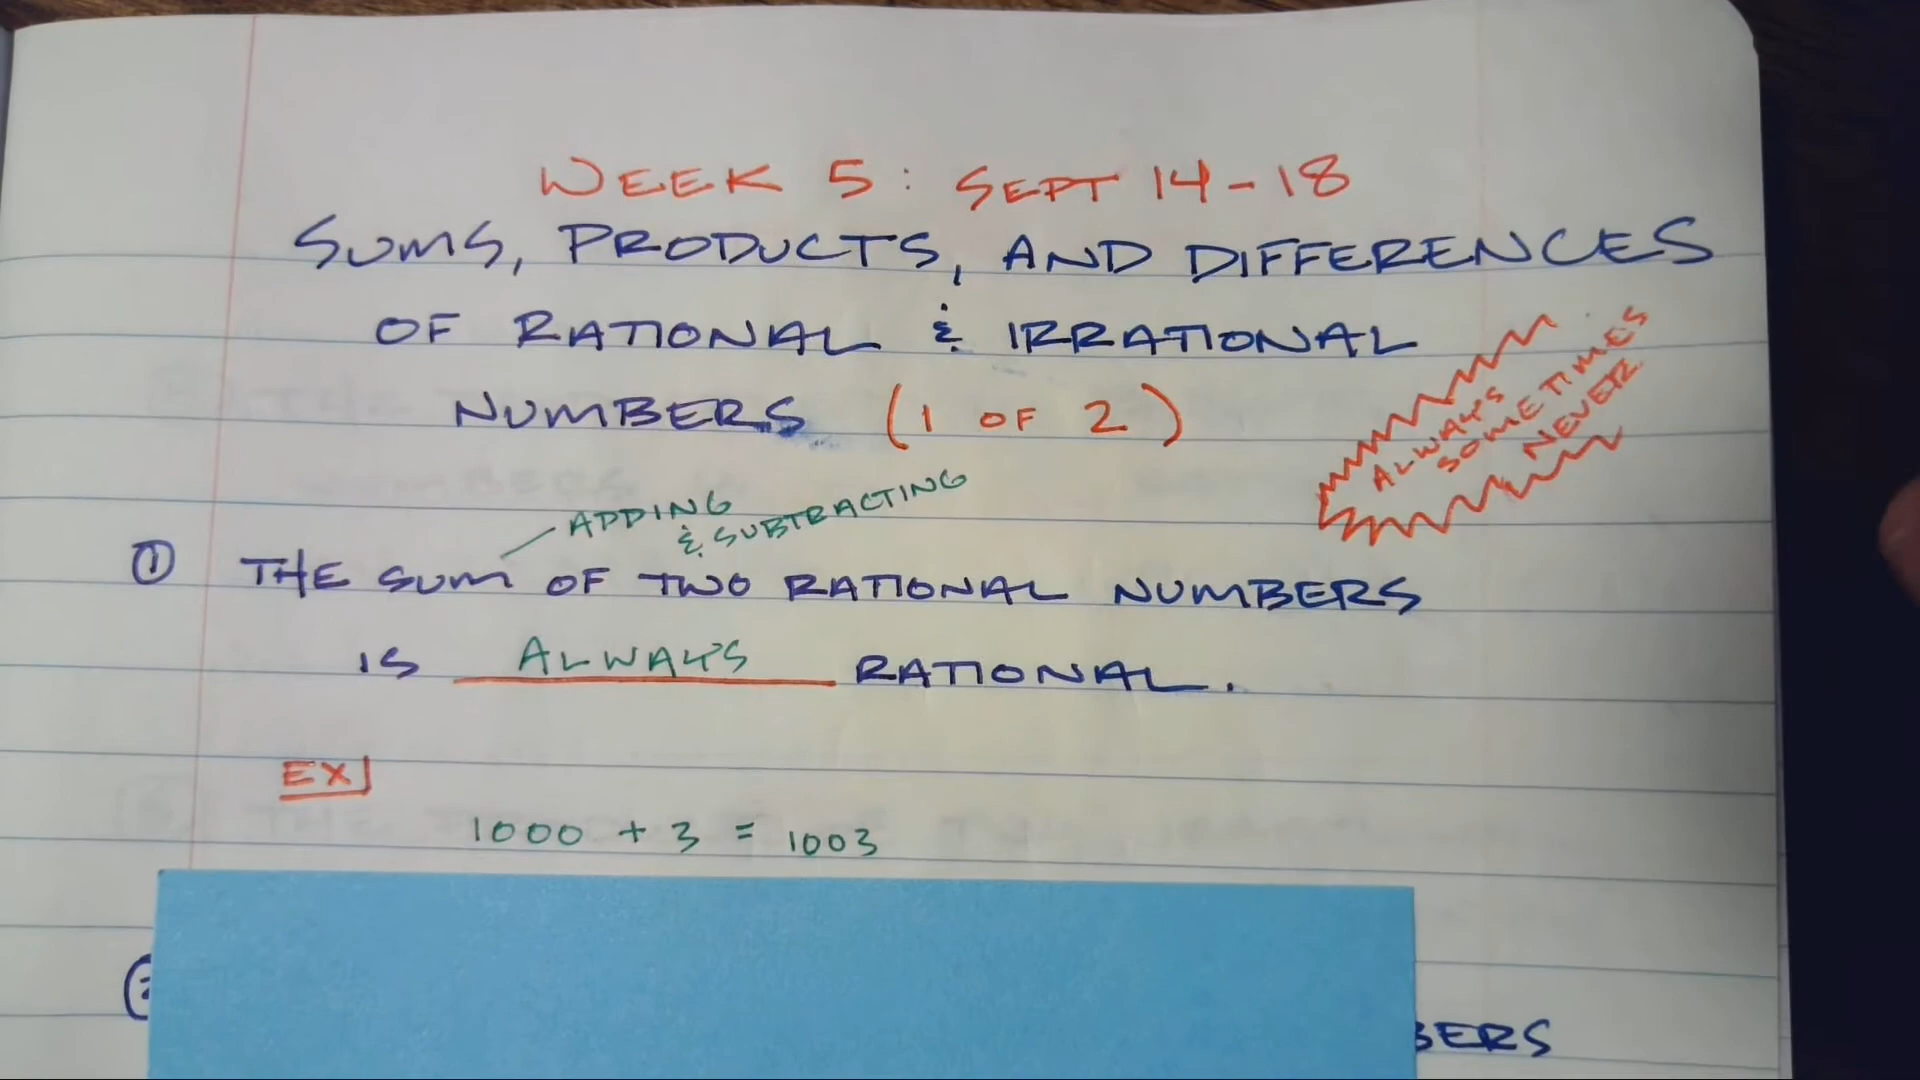 WEEK 5: SEPT 14-18
SUMS, PRODUCTS, AND DIFFERENCES
OF RATIONAL & IRRATIONAL
NUMBERS (1 OF 2)
ALWAYS
SOMETIMES
NEVER
ADDING
& SUBTRACTING
① THE SUM OF TWO RATIONAL NUMBERS
IS ALWAYS RATIONAL.
EX]
1000 + 3 = 1003
BERS